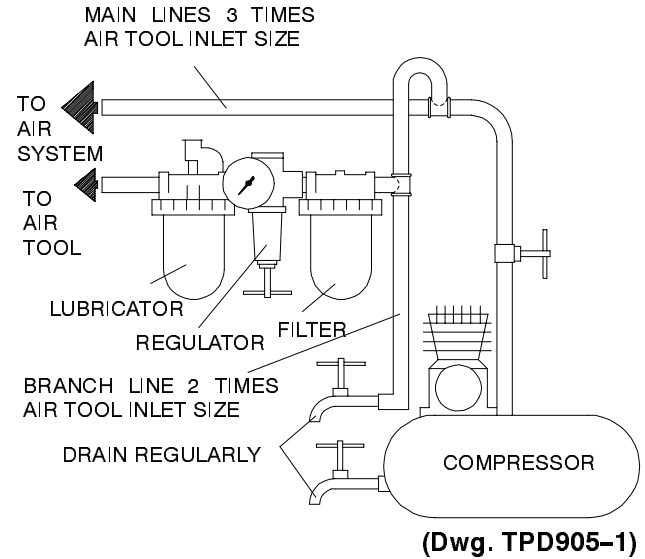 MAIN LINES 3 TIMES
AIR TOOL INLET SIZE
TO
AIR
SYSTEM
TO
AIR
TOOL
LUBRICATOR
REGULATOR
FILTER
BRANCH LINE 2 TIMES
AIR TOOL INLET SIZE
DRAIN REGULARLY
COMPRESSOR
(Dwg. TPD905–1)